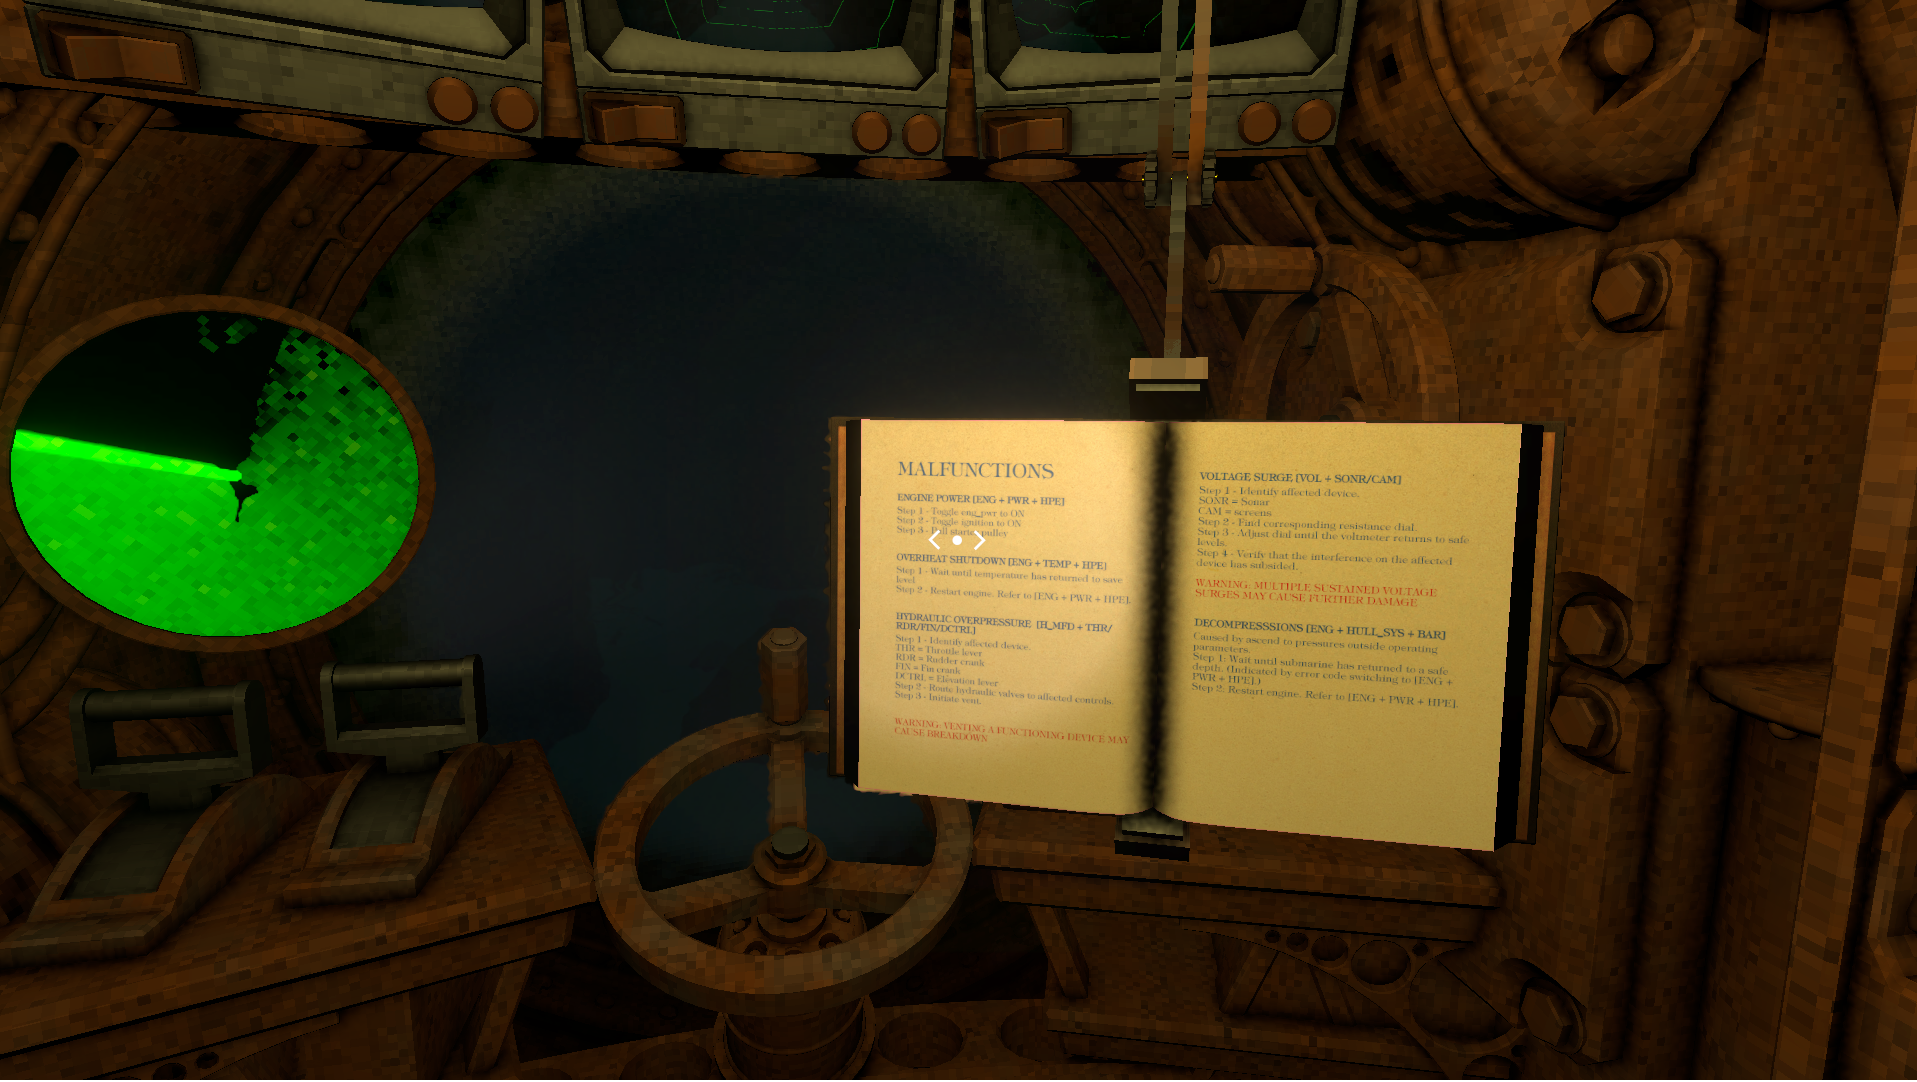 MALFUNCTIONS
ENGINE POWER [ENG + PWR + HPE]
Step 1 - Toggle eng_pwr to ON
Step 2 - Toggle ignition to ON
Step 3 - Pull starter pulley
OVERHEAT SHUTDOWN [ENG + TEMP + HPE]
Step 1 - Wait until temperature has returned to save
level
Step 2 - Restart engine. Refer to [ENG + PWR + HPE].
HYDRAULIC OVERPRESSURE [H_MFD + THR/
RDR/FIN/DCTRL]
Step 1 - Identify affected device.
THR = Throttle lever
RDR = Rudder crank
FIN = Fin crank
DCTRL = Elevation lever
Step 2 - Route hydraulic valves to affected controls.
Step 3 - Initiate vent.
WARNING: VENTING A FUNCTIONING DEVICE MAY
CAUSE BREAKDOWN
VOLTAGE SURGE [VOL + SONR/CAM]
Step 1 - Identify affected device.
SONR = Sonar
CAM = screens
Step 2 - Find corresponding resistance dial.
Step 3 - Adjust dial until the voltmeter returns to safe
levels.
Step 4 - Verify that the interference on the affected
device has subsided.
WARNING: MULTIPLE SUSTAINED VOLTAGE
SURGES MAY CAUSE FURTHER DAMAGE
DECOMPRESSSIONS [ENG + HULL_SYS + BAR]
Caused by ascend to pressures outside operating
parameters.
Step 1: Wait until submarine has returned to a safe
depth. (Indicated by error code switching to [ENG +
PWR + HPE].)
Step 2: Restart engine. Refer to [ENG + PWR + HPE].